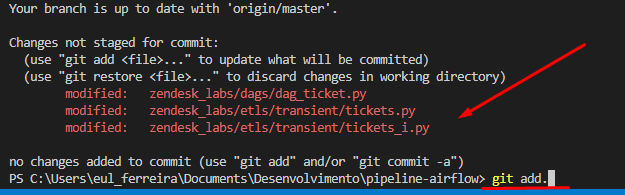 Your branch is up to date with 'origin/master'.
Changes not staged for commit:
(use "git add <file>..." to update what will be committed)
(use "git restore <file>..." to discard changes in working directory)
modified: zendesk_labs/dags/dag_ticket.py
modified: zendesk_labs/etls/transient/tickets.py
modified: zendesk_labs/etls/transient/tickets_i.py
no changes added to commit (use "git add" and/or "git commit -a")
PS C:\Users\eul_ferreira\Documents\Desenvolvimento\pipeline-airflow> git add.